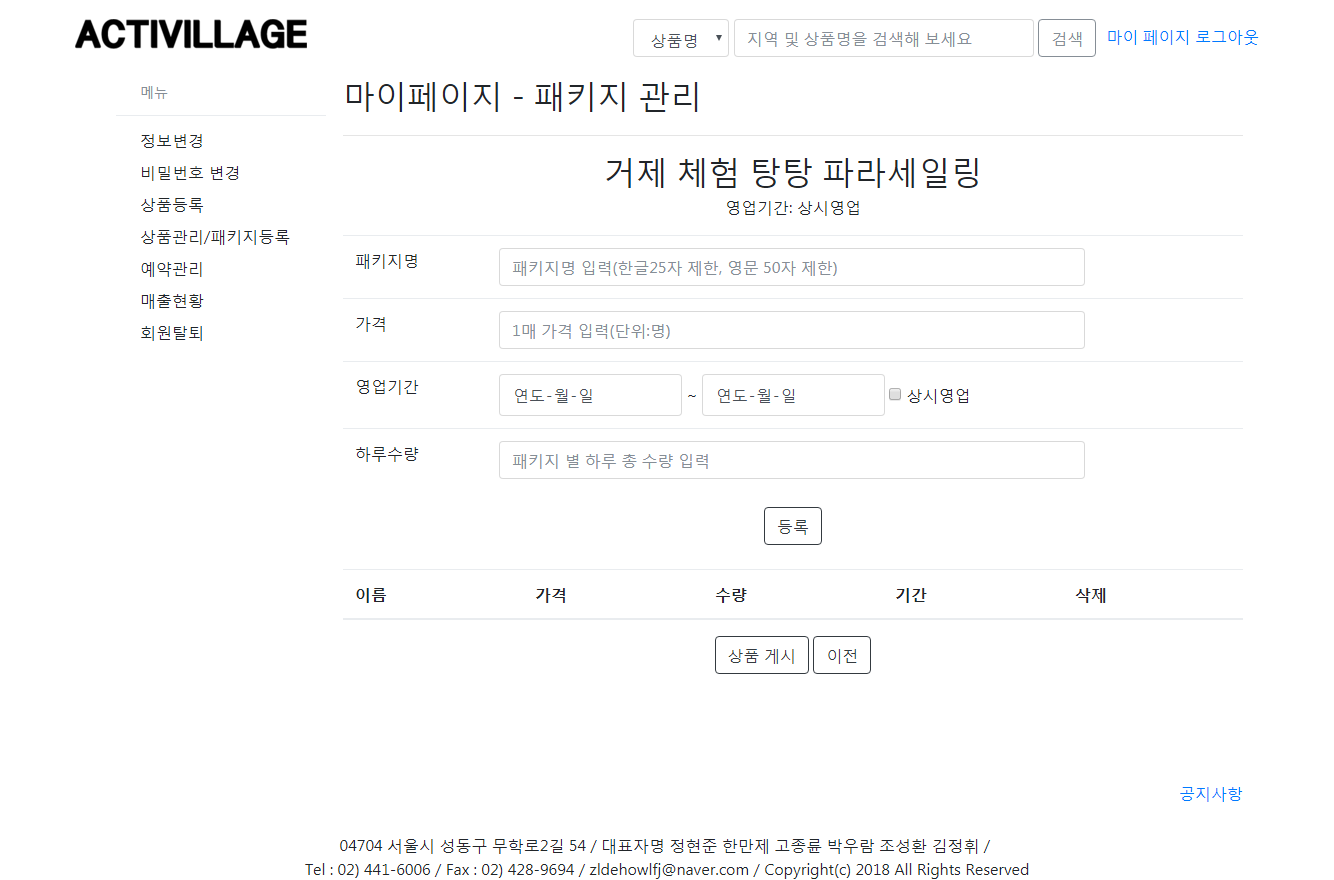 ACTIVILLAGE
상품명 지역 및 상품명을 검색해 보세요 검색 마이 페이지 로그아웃
메뉴
정보변경
비밀번호 변경
상품등록
상품관리/패키지등록
예약관리
매출현황
회원탈퇴
마이페이지 - 패키지 관리
거제 체험 탕탕 파라세일링
영업기간: 상시영업
패키지명 패키지명 입력(한글25자 제한, 영문 50자 제한)
가격 1매 가격 입력(단위:명)
영업기간 연도-월-일 ~ 연도-월-일 상시영업
하루수량 패키지 별 하루 총 수량 입력
등록
이름 가격 수량 기간 삭제
상품 게시 이전
공지사항
04704 서울시 성동구 무학로2길 54 / 대표자명 정현준 한만제 고종륜 박우람 조성환 김정휘 /
Tel : 02) 441-6006 / Fax : 02) 428-9694 / zldehowlfj@naver.com / Copyright(c) 2018 All Rights Reserved